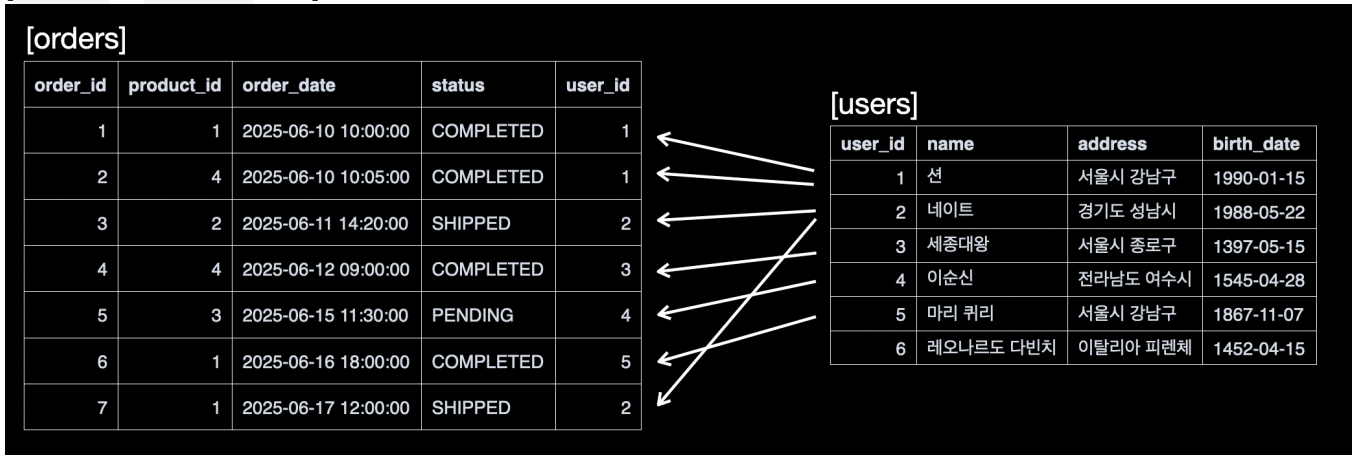 [orders]
order_id product_id order_date status user_id
1 1 2025-06-10 10:00:00 COMPLETED 1
2 4 2025-06-10 10:05:00 COMPLETED 1
3 2 2025-06-11 14:20:00 SHIPPED 2
4 4 2025-06-12 09:00:00 COMPLETED 3
5 3 2025-06-15 11:30:00 PENDING 4
6 1 2025-06-16 18:00:00 COMPLETED 5
7 1 2025-06-17 12:00:00 SHIPPED 2
[users]
user_id name address birth_date
1 션 서울시 강남구 1990-01-15
2 네이트 경기도 성남시 1988-05-22
3 세종대왕 서울시 종로구 1397-05-15
4 이순신 전라남도 여수시 1545-04-28
5 마리 퀴리 서울시 강남구 1867-11-07
6 레오나르도 다빈치 이탈리아 피렌체 1452-04-15